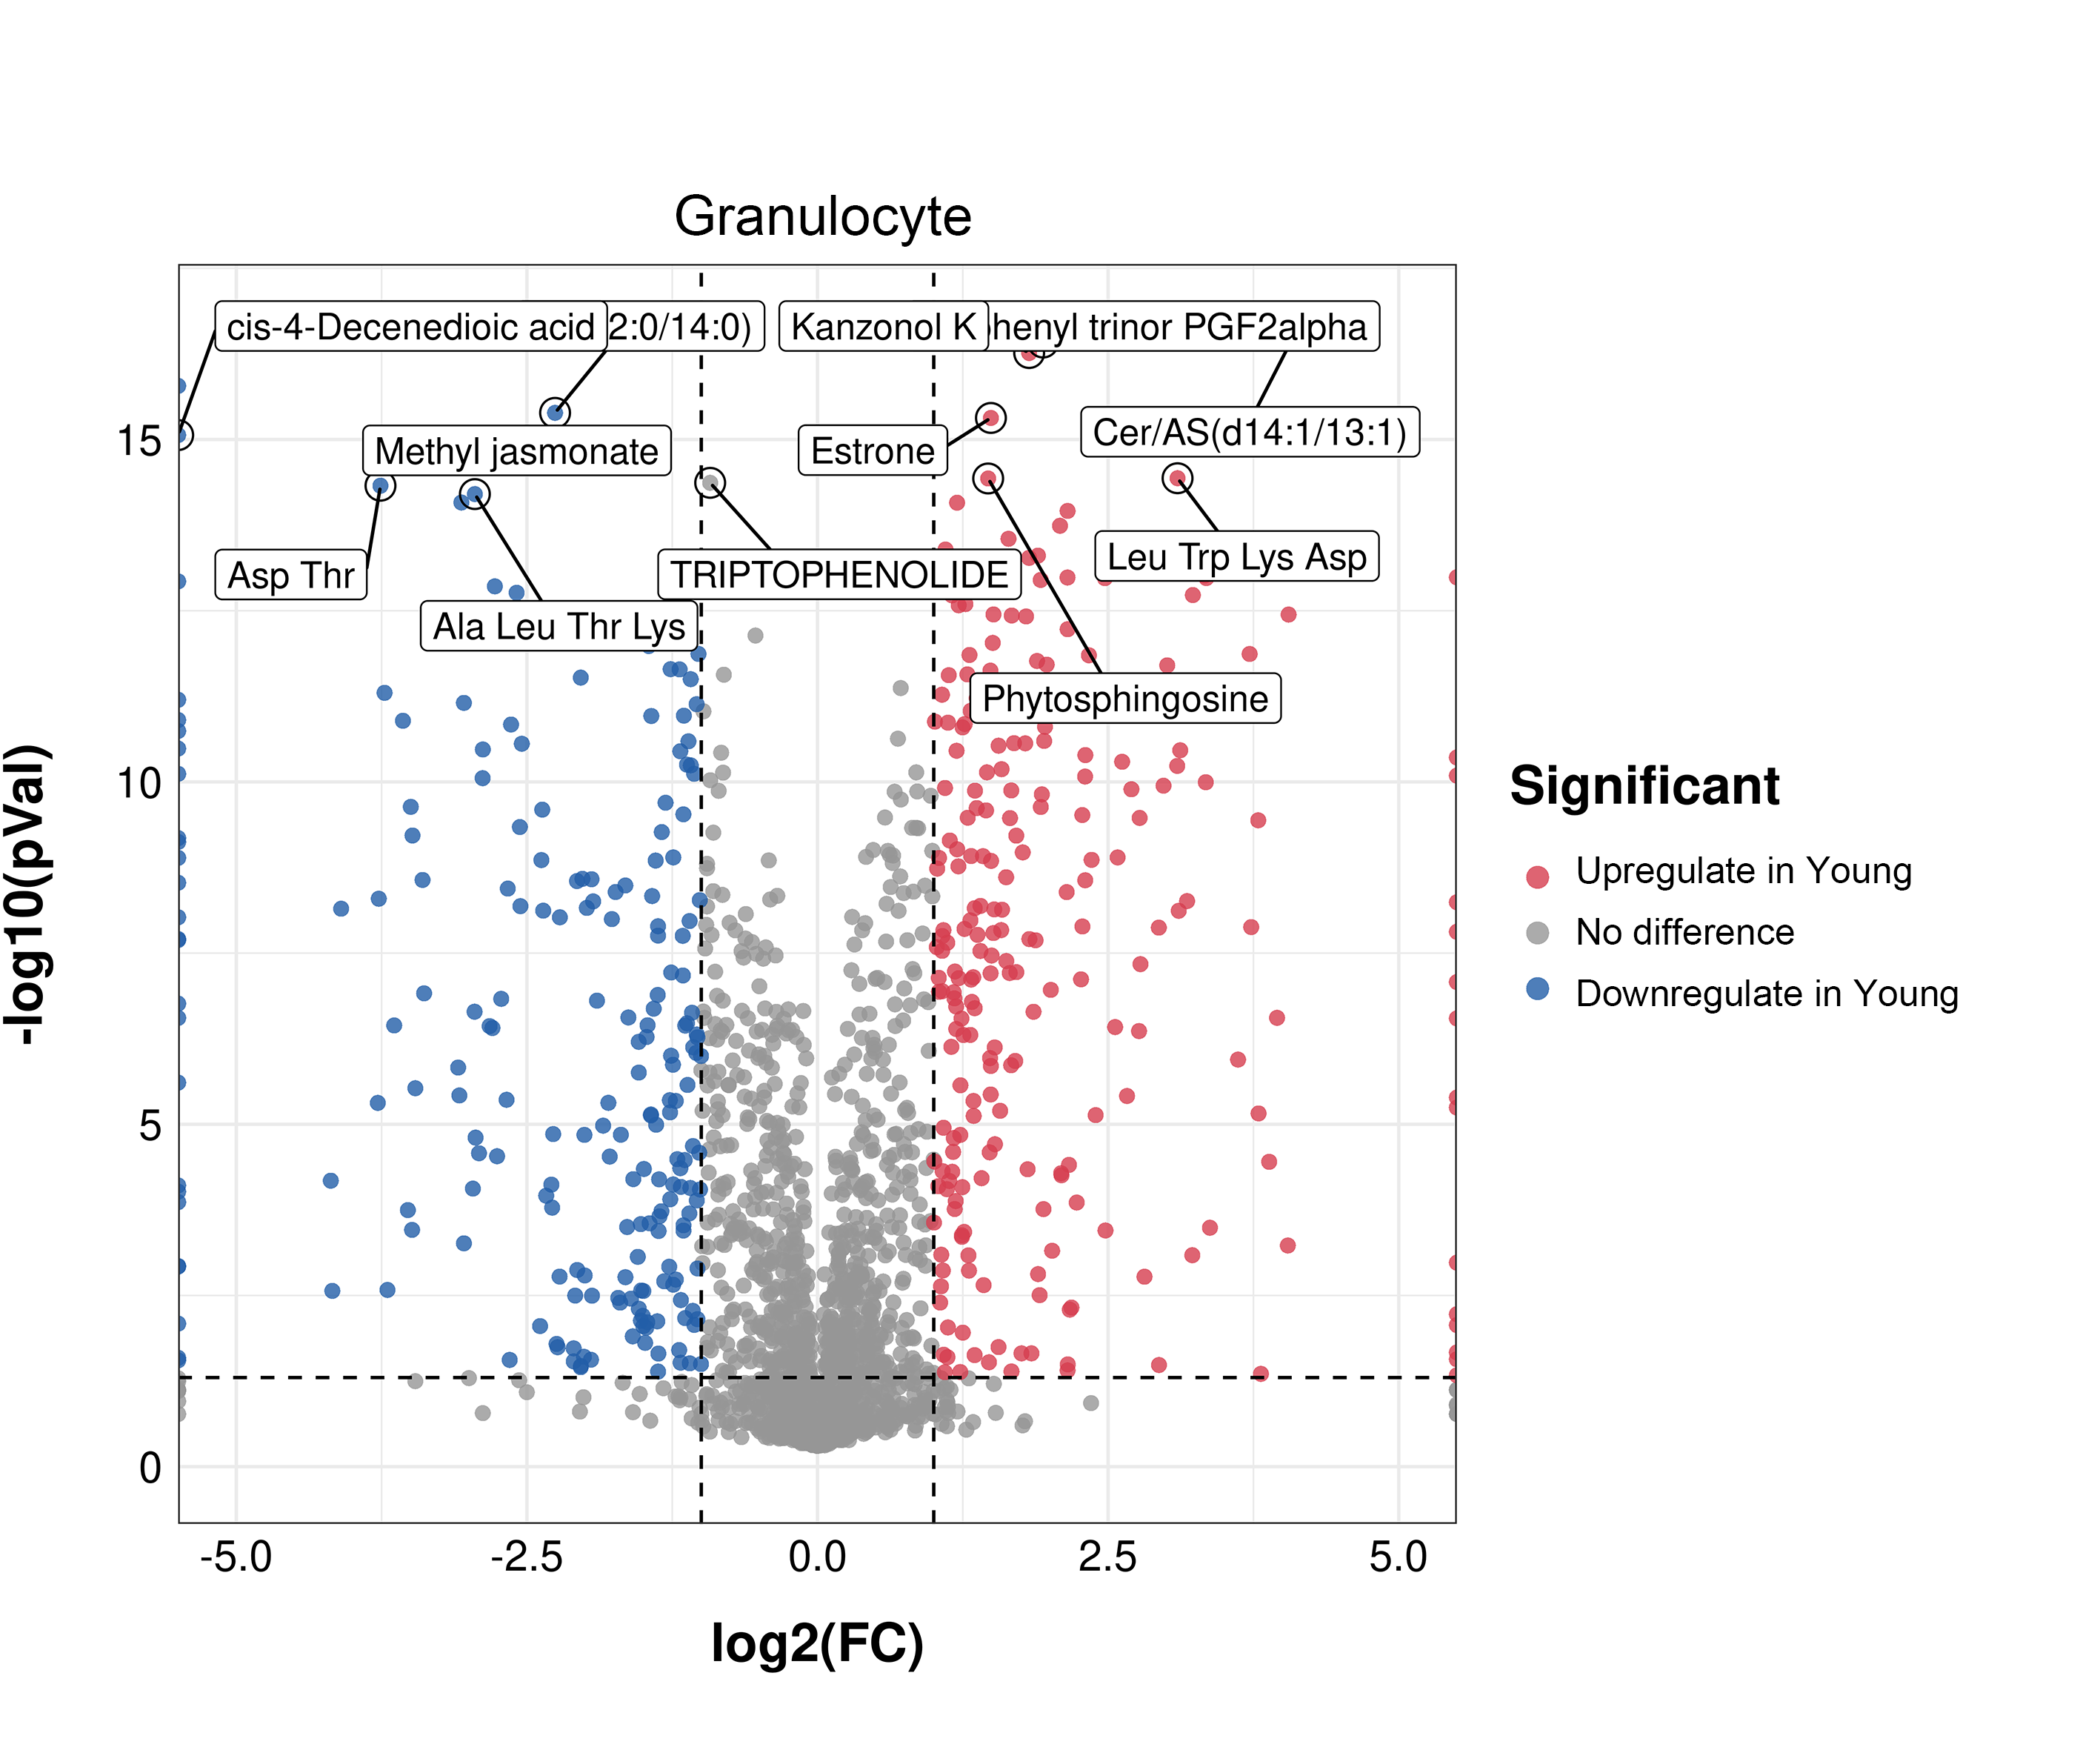 Granulocyte
cis-4-Decenedioic acid
2:0/14:0)
Kanzonol K
henyl trinor PGF2alpha
Methyl jasmonate
Estrone
Cer/AS(d14:1/13:1)
Asp Thr
TRIPTOPHENOLIDE
Leu Trp Lys Asp
Ala Leu Thr Lys
Phytosphingosine
15
10
5
0
-log10(pVal)
-5.0
-2.5
0.0
2.5
5.0
log2(FC)
Significant
Upregulate in Young
No difference
Downregulate in Young